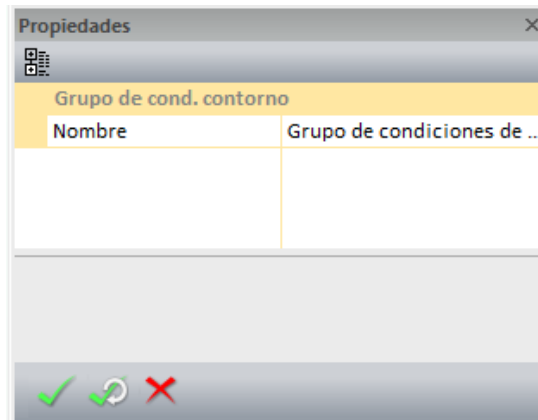 Propiedades
Grupo de cond. contorno
Nombre Grupo de condiciones de ...